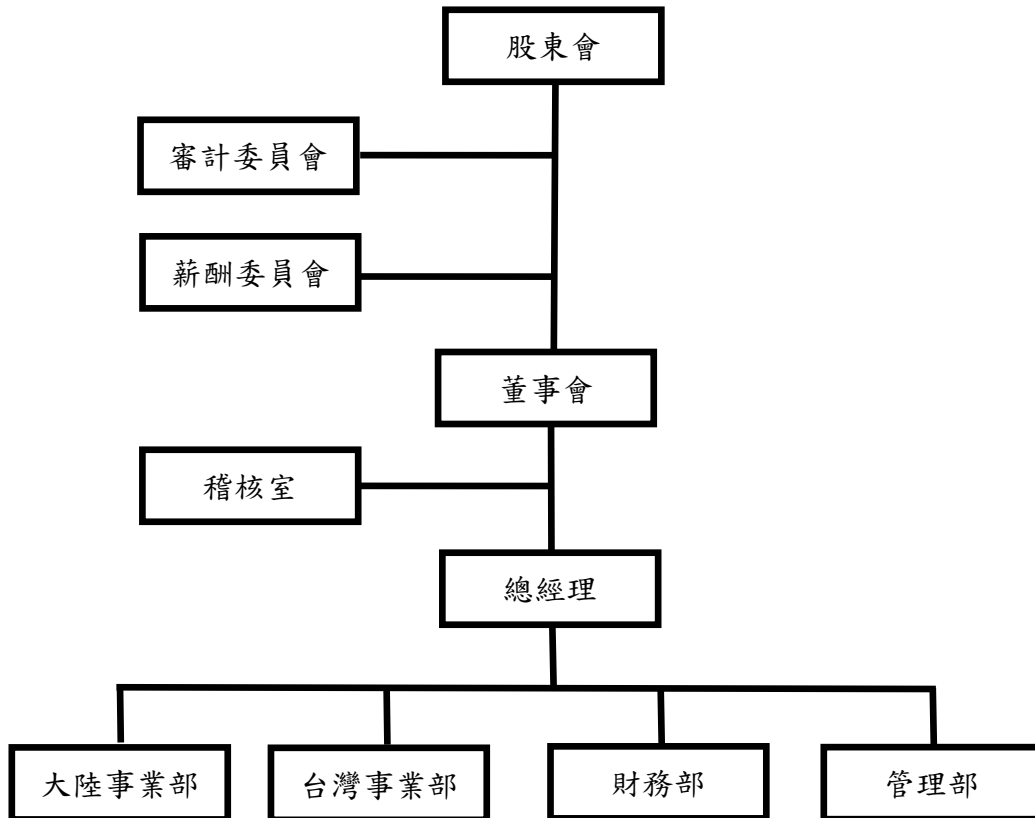 股東會
審計委員會
薪酬委員會
董事會
稽核室
總經理
大陸事業部
台灣事業部
財務部
管理部